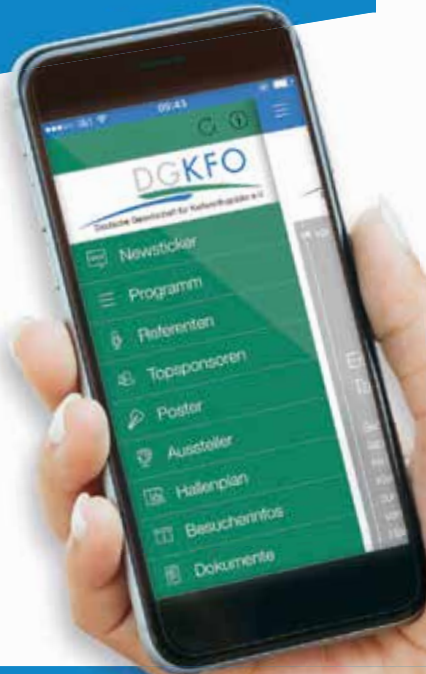 09:43
DGKFO
Deutsche Gesellschaft für Kieferorthopädie e.V.
Newsticker
Programm
Referenten
Topsponsoren
Poster
Aussteller
Hallenplan
Besucherinfos
Dokumente